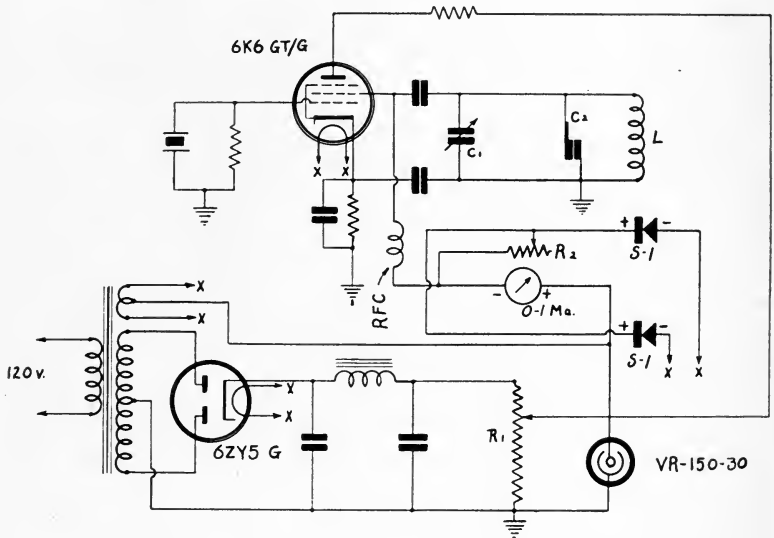 6K6 GT/G
X X
C1
C2
L
RFC
R2
+ -
S-1
- +
0-1 Ma.
+ -
S-1
X X
X
X
120 v.
X
X
6ZY5 G
R1
VR-150-30